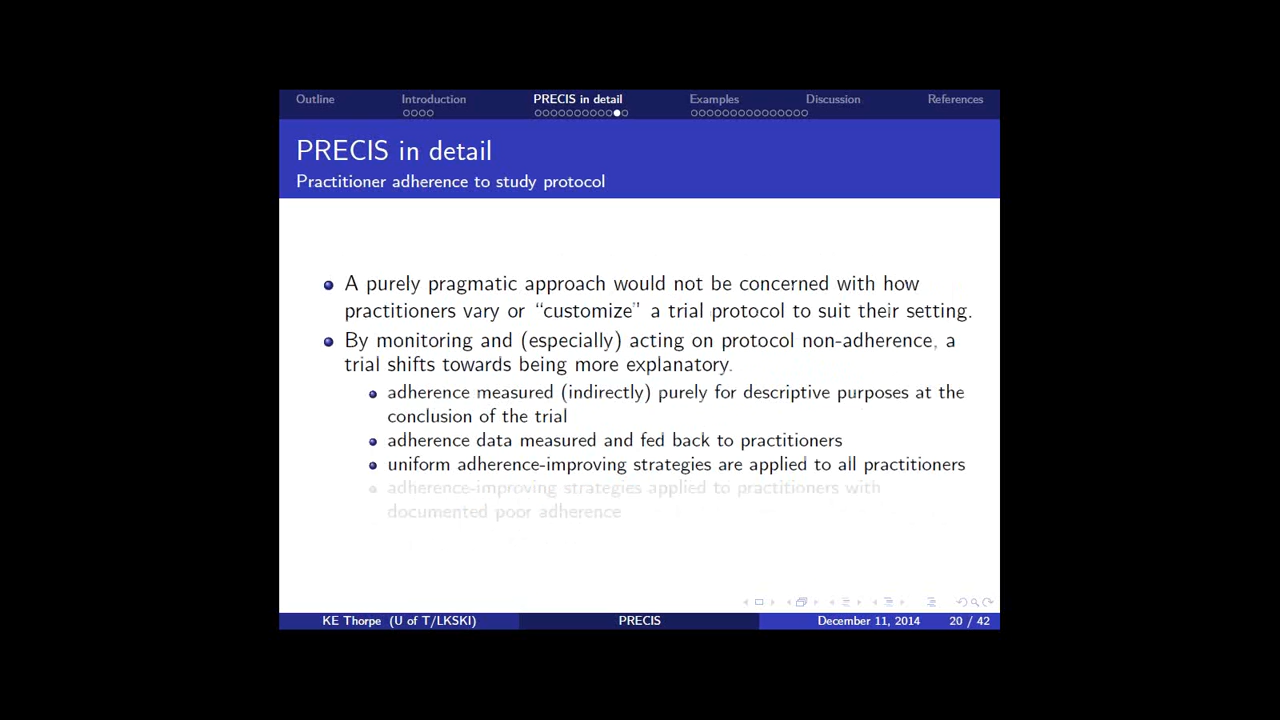 Outline Introduction PRECIS in detail Examples Discussion References
PRECIS in detail
Practitioner adherence to study protocol
A purely pragmatic approach would not be concerned with how
practitioners vary or “customize” a trial protocol to suit their setting.
By monitoring and (especially) acting on protocol non-adherence, a
trial shifts towards being more explanatory.
adherence measured (indirectly) purely for descriptive purposes at the
conclusion of the trial
adherence data measured and fed back to practitioners
uniform adherence-improving strategies are applied to all practitioners
adherence-improving strategies applied to practitioners with
documented poor adherence
KE Thorpe (U of T/LKSKI) PRECIS December 11, 2014 20 / 42